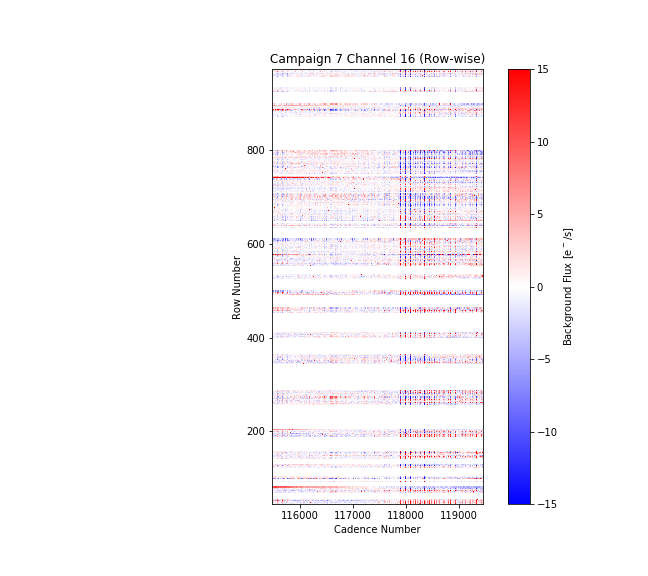 Campaign 7 Channel 16 (Row-wise)
Row Number
800
600
400
200
116000 117000 118000 119000
Cadence Number
15
10
5
0
−5
−10
−15
Background Flux [e⁻/s]